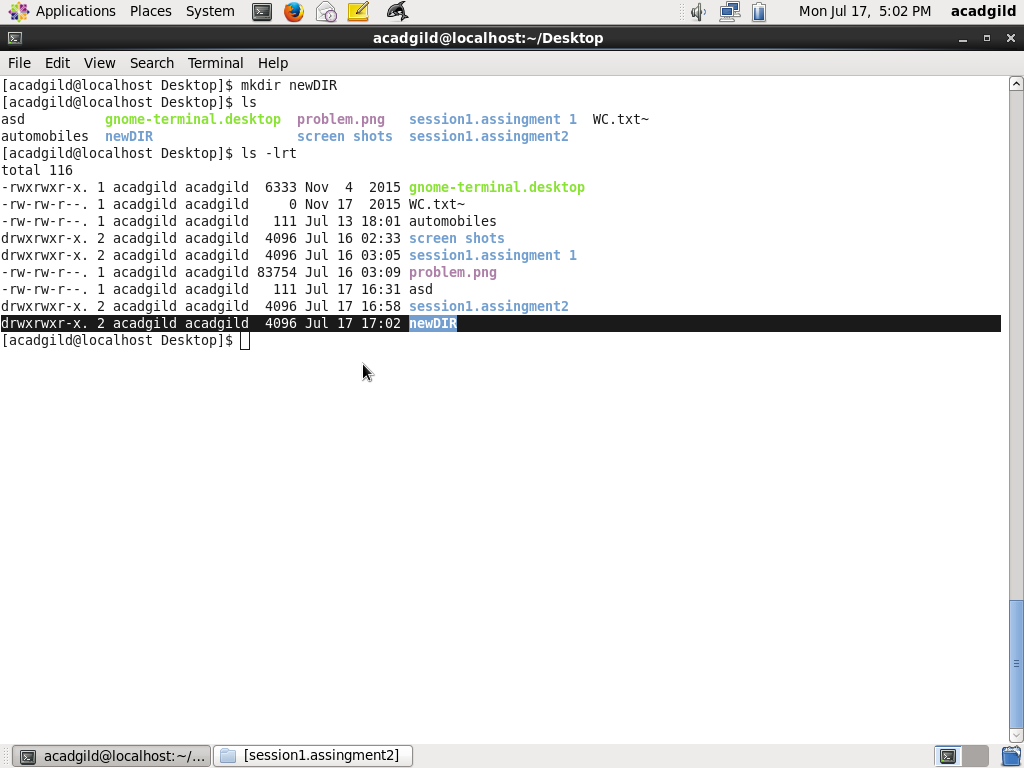 Applications Places System Mon Jul 17, 5:02 PM acadgild
acadgild@localhost:~/Desktop
File Edit View Search Terminal Help
[acadgild@localhost Desktop]$ mkdir newDIR
[acadgild@localhost Desktop]$ ls
asd          gnome-terminal.desktop  problem.png   session1.assingment 1  WC.txt~
automobiles  newDIR                  screen shots  session1.assingment2
[acadgild@localhost Desktop]$ ls -lrt
total 116
-rwxrwxr-x. 1 acadgild acadgild  6333 Nov  4  2015 gnome-terminal.desktop
-rw-rw-r--. 1 acadgild acadgild     0 Nov 17  2015 WC.txt~
-rw-rw-r--. 1 acadgild acadgild   111 Jul 13 18:01 automobiles
drwxrwxr-x. 2 acadgild acadgild  4096 Jul 16 02:33 screen shots
drwxrwxr-x. 2 acadgild acadgild  4096 Jul 16 03:05 session1.assingment 1
-rw-rw-r--. 1 acadgild acadgild 83754 Jul 16 03:09 problem.png
-rw-rw-r--. 1 acadgild acadgild   111 Jul 17 16:31 asd
drwxrwxr-x. 2 acadgild acadgild  4096 Jul 17 16:58 session1.assingment2
drwxrwxr-x. 2 acadgild acadgild  4096 Jul 17 17:02 newDIR
[acadgild@localhost Desktop]$
acadgild@localhost:~/... [session1.assingment2]